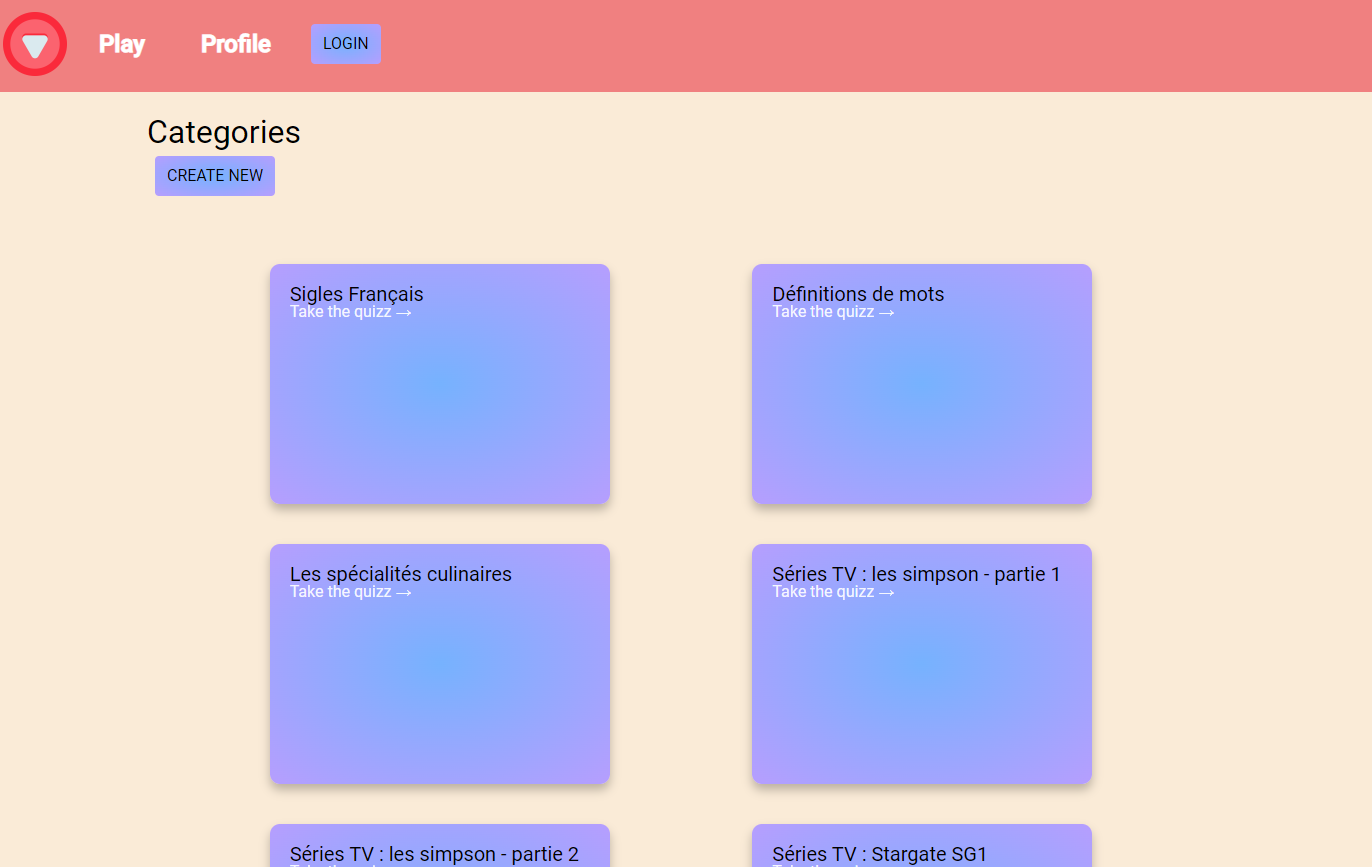 Play Profile LOGIN
Categories
CREATE NEW
Sigles Français
Take the quizz →
Définitions de mots
Take the quizz →
Les spécialités culinaires
Take the quizz →
Séries TV : les simpson - partie 1
Take the quizz →
Séries TV : les simpson - partie 2
Séries TV : Stargate SG1